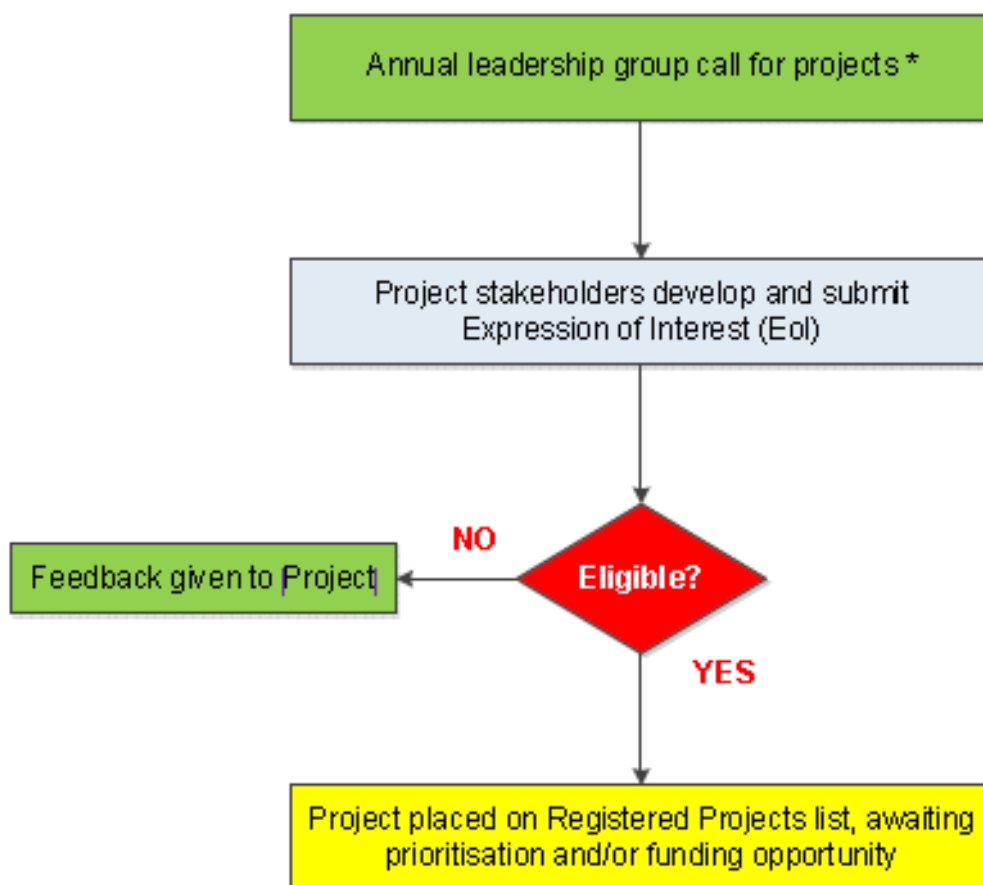 Annual leadership group call for projects *
Project stakeholders develop and submit
Expression of Interest (EoI)
NO
Feedback given to Project
Eligible?
YES
Project placed on Registered Projects list, awaiting
prioritisation and/or funding opportunity